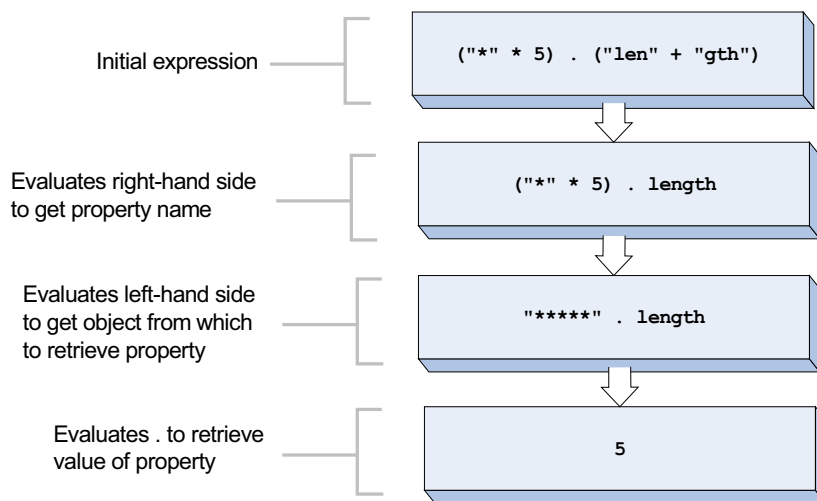 Initial expression
("*" * 5) . ("len" + "gth")
Evaluates right-hand side
to get property name
("*" * 5) . length
Evaluates left-hand side
to get object from which
to retrieve property
"*****" . length
Evaluates . to retrieve
value of property
5